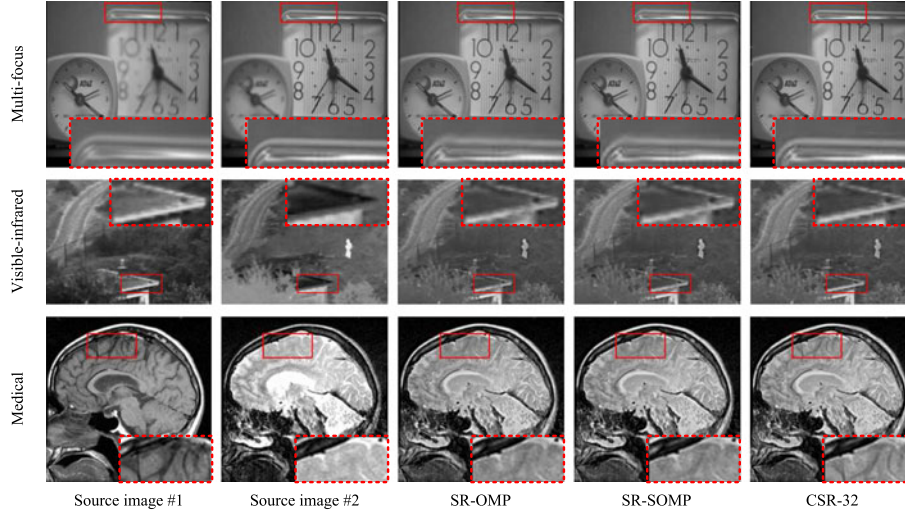 Multi-focus
Visible-infrared
Medical
Source image #1
Source image #2
SR-OMP
SR-SOMP
CSR-32